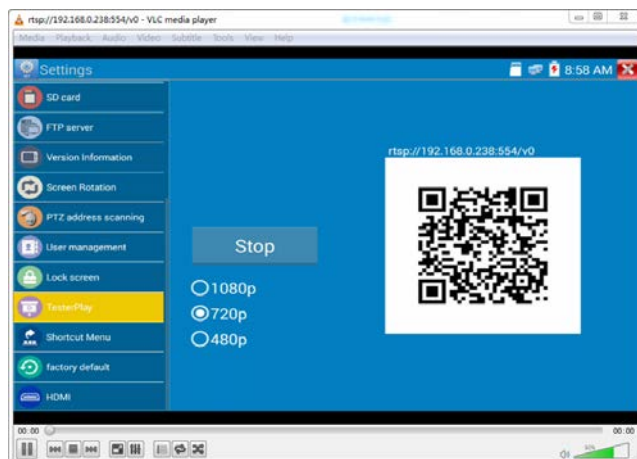 rtsp://192.168.0.238:554/v0 - VLC media player
Media Playback Audio Video Subtitle Tools View Help
Settings
8:58 AM
SD card
FTP server
Version Information
Screen Rotation
PTZ address scanning
User management
Lock screen
TesterPlay
Shortcut Menu
factory default
HDMI
Stop
1080p
720p
480p
rtsp://192.168.0.238:554/v0
00:00
00:00